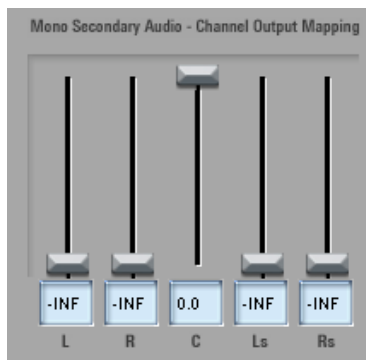 Mono Secondary Audio - Channel Output Mapping
-INF -INF 0.0 -INF -INF
L R C Ls Rs